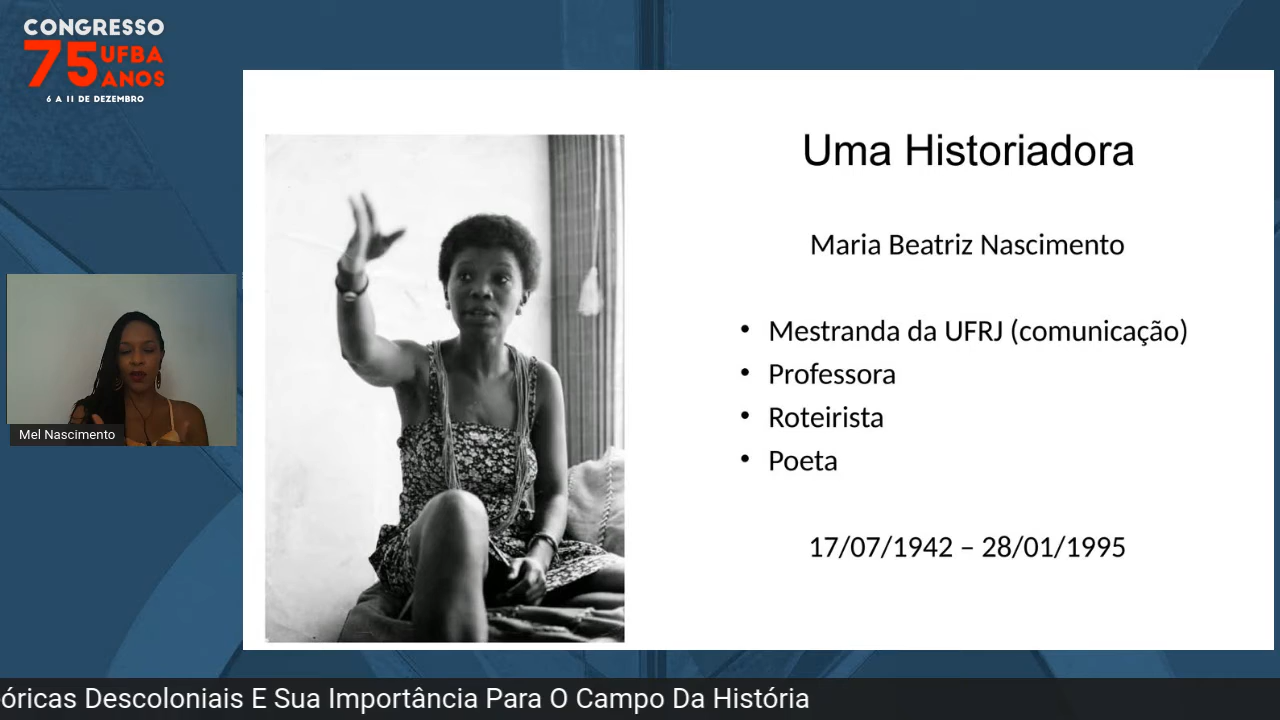 CONGRESSO
75 UFBA
ANOS
6 A 11 DE DEZEMBRO
Uma Historiadora
Maria Beatriz Nascimento
• Mestranda da UFRJ (comunicação)
• Professora
• Roteirista
• Poeta
17/07/1942 – 28/01/1995
Mel Nascimento
óricas Descoloniais E Sua Importância Para O Campo Da História